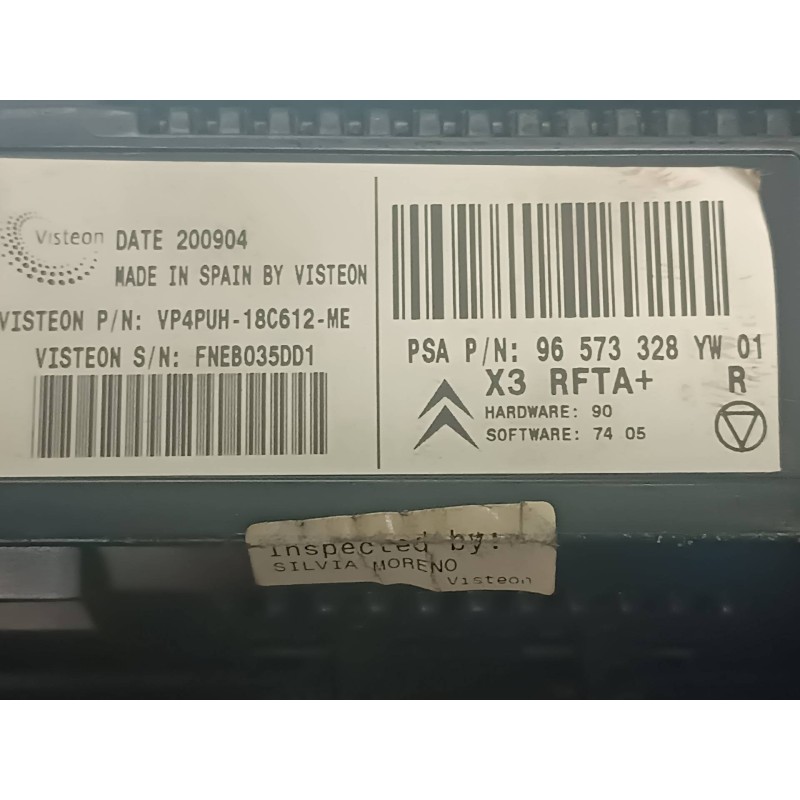 Visteon DATE 200904
MADE IN SPAIN BY VISTEON
VISTEON P/N: VP4PUH-18C612-ME
VISTEON S/N: FNEB035DD1
PSA P/N: 96 573 328 YW 01
X3 RFTA+ R
HARDWARE: 90
SOFTWARE: 74 05
Inspected by:
SILVIA MORENO
Visteon